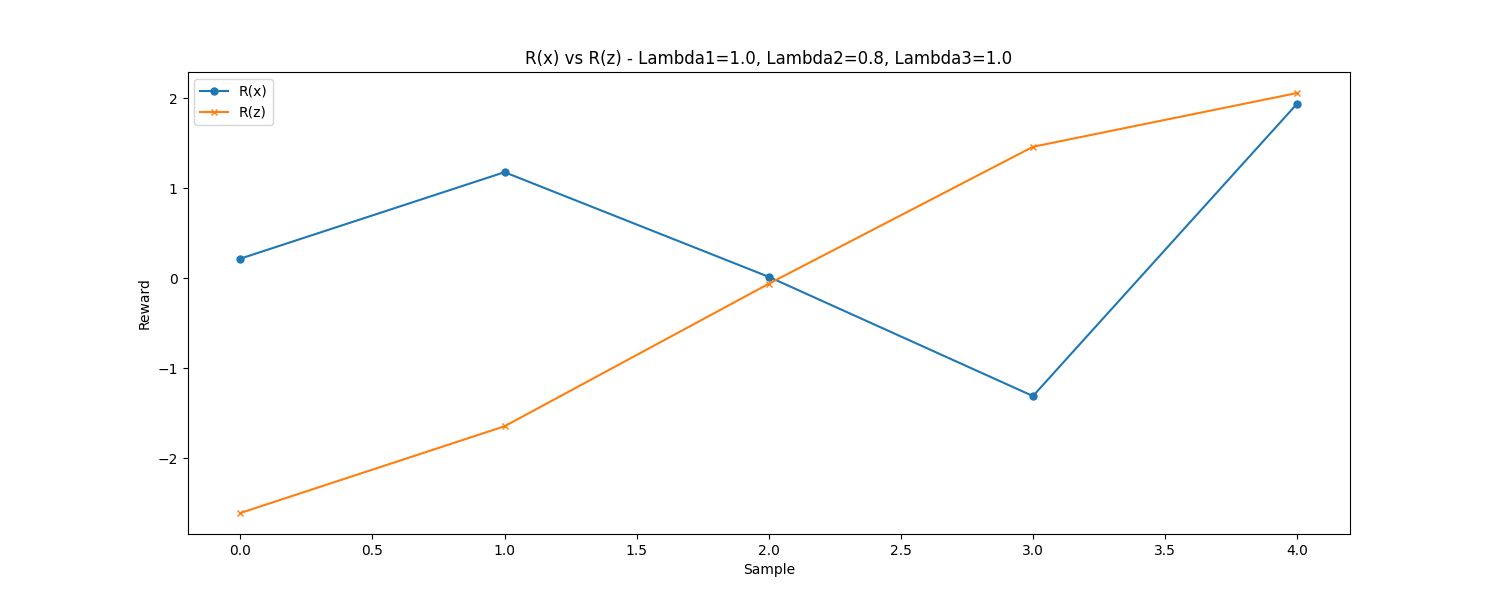 R(x) vs R(z) - Lambda1=1.0, Lambda2=0.8, Lambda3=1.0
R(x)
R(z)
2
1
0
−1
−2
Reward
0.0 0.5 1.0 1.5 2.0 2.5 3.0 3.5 4.0
Sample